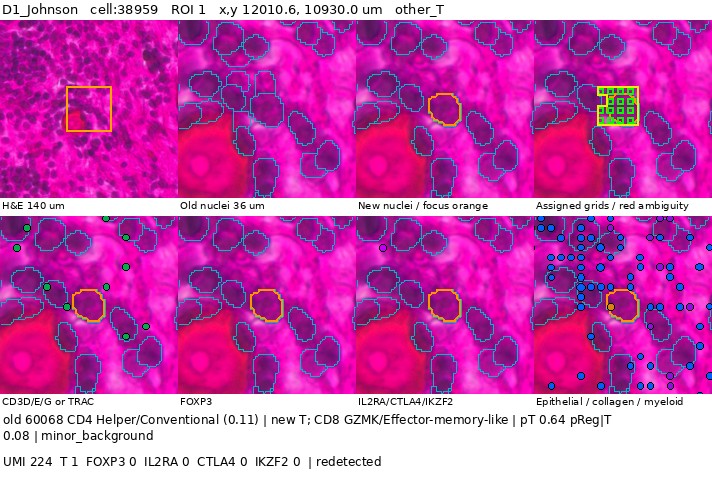 D1_Johnson cell:38959 ROI 1 x,y 12010.6, 10930.0 um other_T
H&E 140 um
Old nuclei 36 um
New nuclei / focus orange
Assigned grids / red ambiguity
CD3D/E/G or TRAC
FOXP3
IL2RA/CTLA4/IKZF2
Epithelial / collagen / myeloid
old 60068 CD4 Helper/Conventional (0.11) | new T; CD8 GZMK/Effector-memory-like | pT 0.64 pReg|T
0.08 | minor_background
UMI 224 T 1 FOXP3 0 IL2RA 0 CTLA4 0 IKZF2 0 | redetected